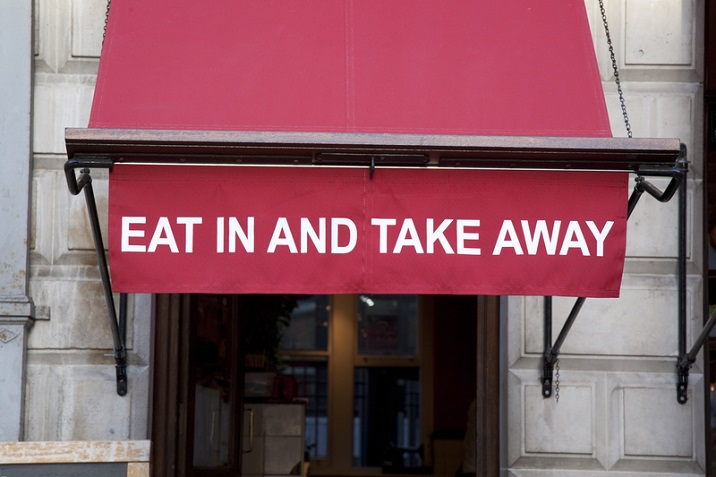 EAT IN AND TAKE AWAY